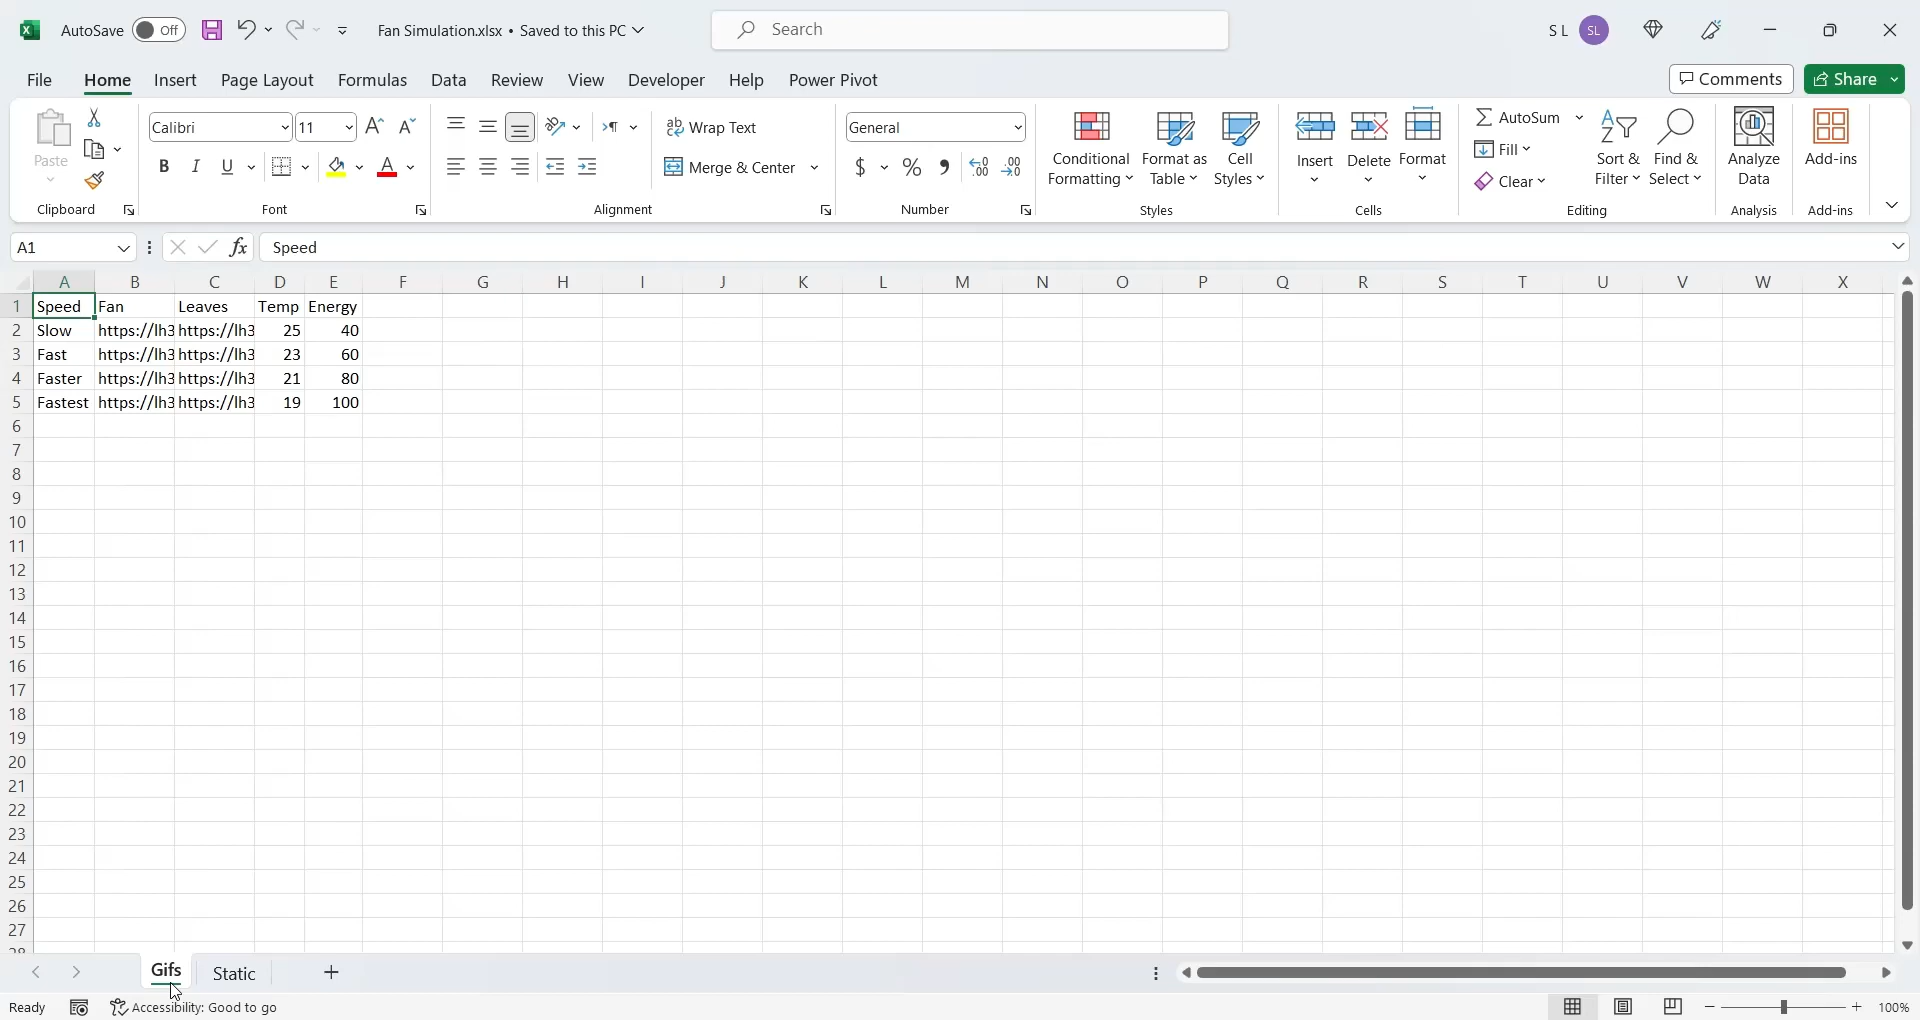 AutoSave Off Fan Simulation.xlsx • Saved to this PC Search S L SL
File Home Insert Page Layout Formulas Data Review View Developer Help Power Pivot Comments Share
Paste
Calibri 11
B I U A
Wrap Text
Merge & Center
General
$ % 9
Conditional Formatting
Format as Table
Cell Styles
Insert Delete Format
AutoSum
Fill
Clear
Sort & Filter
Find & Select
Analyze Data
Add-ins
Clipboard Font Alignment Number Styles Cells Editing Analysis Add-ins
A1 fx Speed
A B C D E F G H I J K L M N O P Q R S T U V W X
1 Speed Fan Leaves Temp Energy
2 Slow https://lh3 https://lh3 25 40
3 Fast https://lh3 https://lh3 23 60
4 Faster https://lh3 https://lh3 21 80
5 Fastest https://lh3 https://lh3 19 100
6
7
8
9
10
11
12
13
14
15
16
17
18
19
20
21
22
23
24
25
26
27
28
Gifs Static +
Ready Accessibility: Good to go 100%